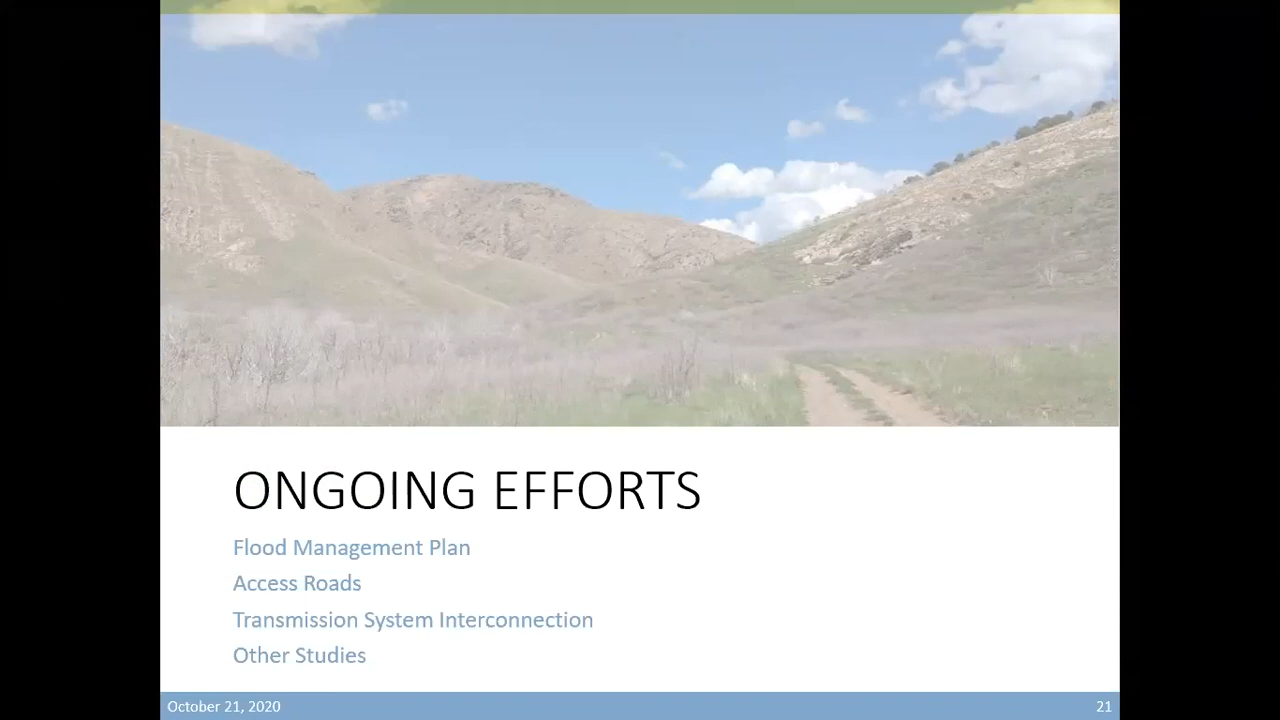 ONGOING EFFORTS
Flood Management Plan
Access Roads
Transmission System Interconnection
Other Studies
October 21, 2020
21